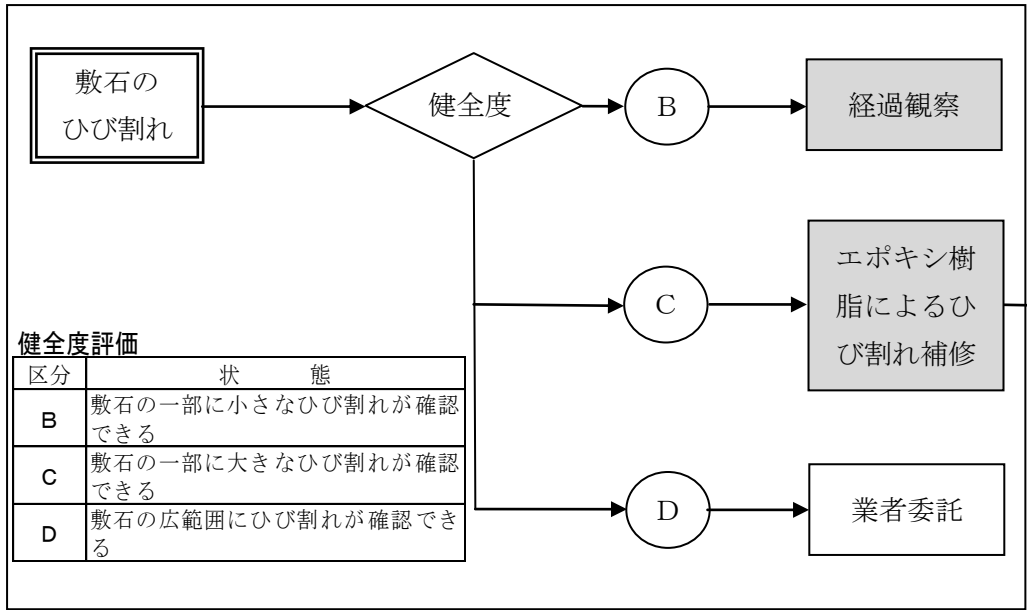 敷石の
ひび割れ
健全度
B
経過観察
C
エポキシ樹
脂によるひ
び割れ補修
D
業者委託
健全度評価
区分 状 態
B 敷石の一部に小さなひび割れが確認
できる
C 敷石の一部に大きなひび割れが確認
できる
D 敷石の広範囲にひび割れが確認でき
る